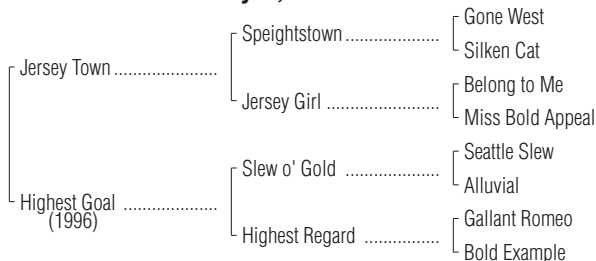 Gone West
Speightstown ....................
Silken Cat
Jersey Town ......................
Belong to Me
Jersey Girl ........................
Miss Bold Appeal
Seattle Slew
Slew o' Gold ....................
Alluvial
Highest Goal ....................
(1996)
Gallant Romeo
Highest Regard ................
Bold Example